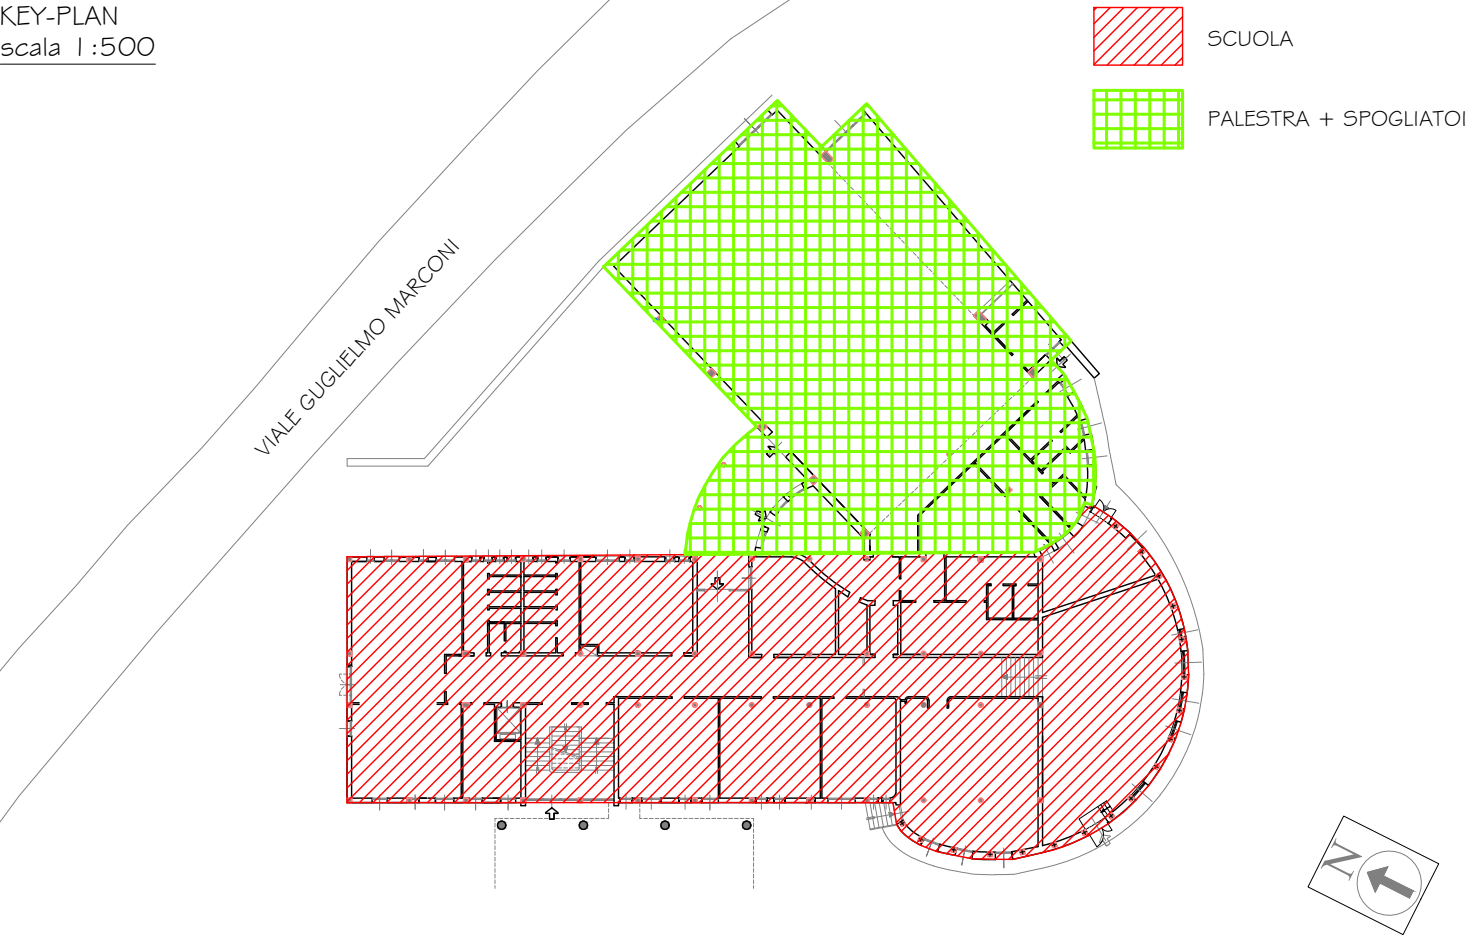 KEY-PLAN
scala 1:500
SCUOLA
PALESTRA + SPOGLIATOI
VIALE GUGLIELMO MARCONI
N